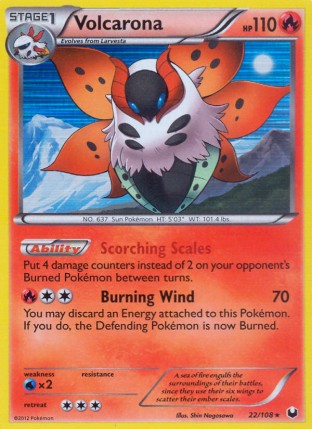 STAGE1 Volcarona HP110
Evolves from Larvesta
NO. 637 Sun Pokémon HT: 5'03" WT: 101.4 lbs.
Ability Scorching Scales
Put 4 damage counters instead of 2 on your opponent's
Burned Pokémon between turns.
Burning Wind 70
You may discard an Energy attached to this Pokémon.
If you do, the Defending Pokémon is now Burned.
weakness resistance
×2
retreat
A sea of fire engulfs the
surroundings of their battles,
since they use their six wings to
scatter their ember scales.
©2012 Pokémon Illus. Shin Nagasawa 22/108 ★